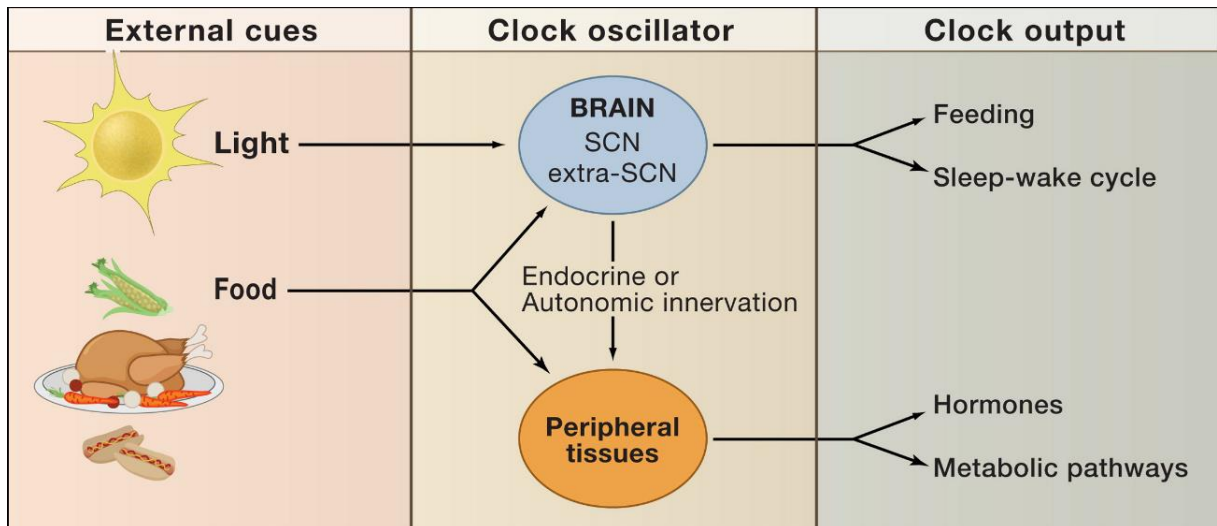 External cues
Clock oscillator
Clock output
Light
BRAIN
SCN
extra-SCN
Feeding
Sleep-wake cycle
Food
Endocrine or
Autonomic innervation
Peripheral
tissues
Hormones
Metabolic pathways